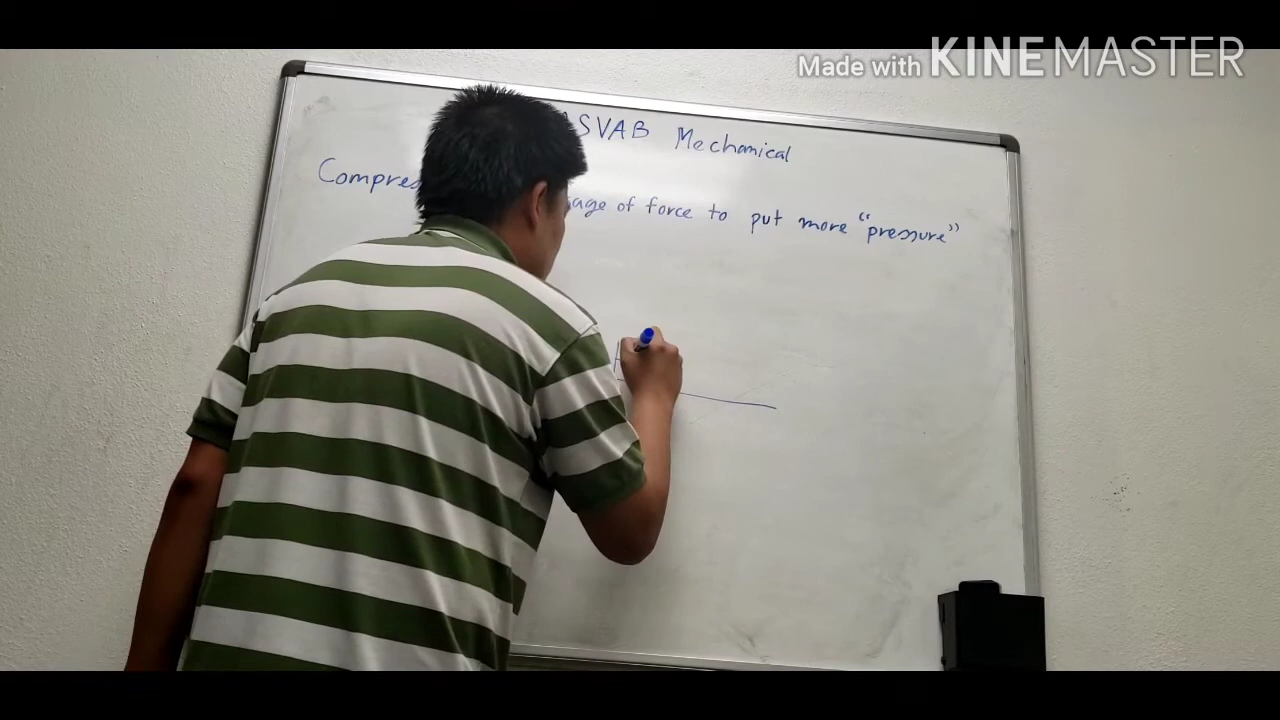 Made with KINEMASTER
ASVAB Mechanical
Compres
age of force to put more "pressure"